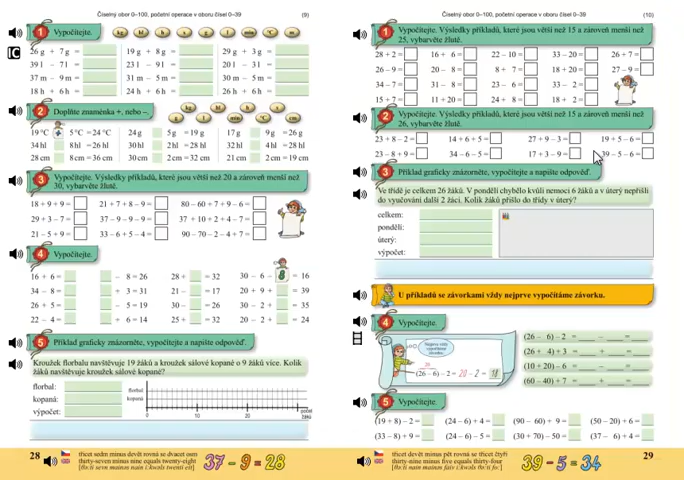 Číselný obor 0–100, početní operace v oboru čísel 0–39
(9)
1 Vypočítejte.
kg hl h s g l min °C m
26 g + 7 g =
19 g + 8 g =
29 g + 3 g =
39 l – 7 l =
23 l – 9 l =
20 l – 8 l =
37 m – 9 m =
31 m – 5 m =
30 m – 5 m =
18 h + 6 h =
24 h + 6 h =
26 h + 6 h =
2 Doplňte znaménka +, nebo –.
19 °C + 5 °C = 24 °C
24 g 5 g = 19 g
17 g 9 g = 26 g
34 hl 8 hl = 26 hl
30 hl 2 hl = 28 hl
32 hl 4 hl = 28 hl
28 cm 8 cm = 36 cm
30 cm 2 cm = 32 cm
21 cm 2 cm = 19 cm
3 Vypočítejte. Výsledky příkladů, které jsou větší než 20 a zároveň menší než
30, vybarvěte žlutě.
18 + 9 + 9 =
21 + 7 + 8 – 9 =
80 – 60 + 7 + 9 – 6 =
29 + 3 – 7 =
37 – 9 – 9 – 9 =
37 + 10 + 2 + 4 – 7 =
21 – 5 + 9 =
33 – 6 + 5 – 4 =
90 – 70 – 2 – 4 + 7 =
4 Vypočítejte.
16 + 6 =
– 8 = 26
28 + = 32
30 – 6 – 8 = 16
34 – 8 =
+ 3 = 31
21 – = 17
20 + 9 + = 39
26 + 5 =
– 5 = 19
30 – = 26
30 – 2 + = 35
22 – 4 =
+ 6 = 14
25 + = 32
20 – 2 + = 24
5 Příklad graficky znázorněte, vypočítejte a napište odpověď.
Kroužek florbalu navštěvuje 19 žáků a kroužek sálové kopané o 9 žáků více. Kolik
žáků navštěvuje kroužek sálové kopané?
florbal:
kopaná:
výpočet:
florbal
kopaná
0 10 20 počet
žáků
28
třicet sedm minus devět rovná se dvacet osm
thirty-seven minus nine equals twenty-eight
37 – 9 = 28
Číselný obor 0–100, početní operace v oboru čísel 0–39
(10)
1 Vypočítejte. Výsledky příkladů, které jsou větší než 15 a zároveň menší než
25, vybarvěte žlutě.
28 + 2 =
16 + 6 =
22 – 10 =
33 – 20 =
26 + 7 =
26 – 9 =
20 – 8 =
8 + 7 =
18 + 20 =
27 – 9 =
34 – 7 =
31 – 8 =
23 – 6 =
33 – 2 =
15 + 7 =
11 + 20 =
24 + 8 =
18 + 2 =
2 Vypočítejte. Výsledky příkladů, které jsou větší než 15 a zároveň menší než
26, vybarvěte žlutě.
23 + 8 – 2 =
14 + 6 + 5 =
27 + 9 – 3 =
19 + 5 – 6 =
23 – 8 + 9 =
34 – 6 – 5 =
17 + 3 – 9 =
39 – 5 – 6 =
3 Příklad graficky znázorněte, vypočítejte a napište odpověď.
Ve třídě je celkem 26 žáků. V pondělí chybělo kvůli nemoci 6 žáků a v úterý nepřišli
do vyučování další 2 žáci. Kolik žáků přišlo do třídy v úterý?
celkem:
pondělí:
úterý:
výpočet:
U příkladů se závorkami vždy nejprve vypočítáme závorku.
4 Vypočítejte.
Nejprve vždy
vypočítáme
závorku.
20
(26 – 6) – 2 = 20 – 2 = 18
(26 – 6) – 2 = – =
(26 + 4) + 3 = =
(10 + 20) – 6 = – =
(60 – 40) + 7 = + =
5 Vypočítejte.
(19 + 8) – 2 =
(24 – 6) + 4 =
(90 – 60) + 9 =
(50 – 20) + 6 =
(33 – 8) + 9 =
(24 – 6) – 5 =
(30 + 70) – 50 =
(37 – 6) + 4 =
třicet devět minus pět rovná se třicet čtyři
thirty-nine minus five equals thirty-four
39 – 5 = 34
29